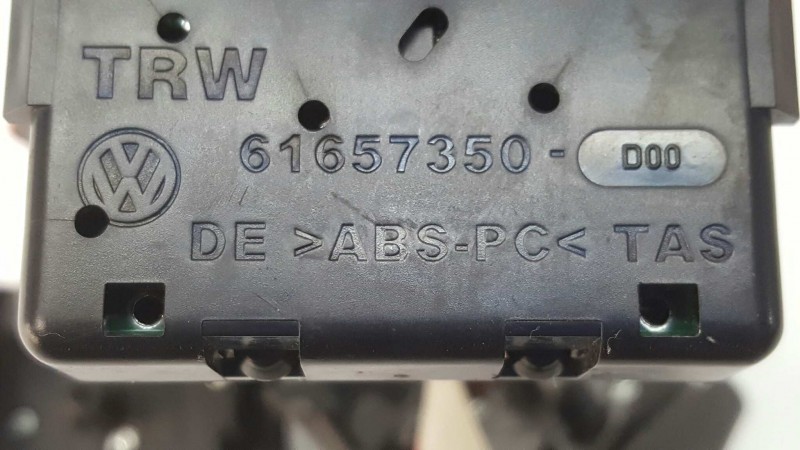 TRW
61657350- D00
DE >ABS-PC< TAS